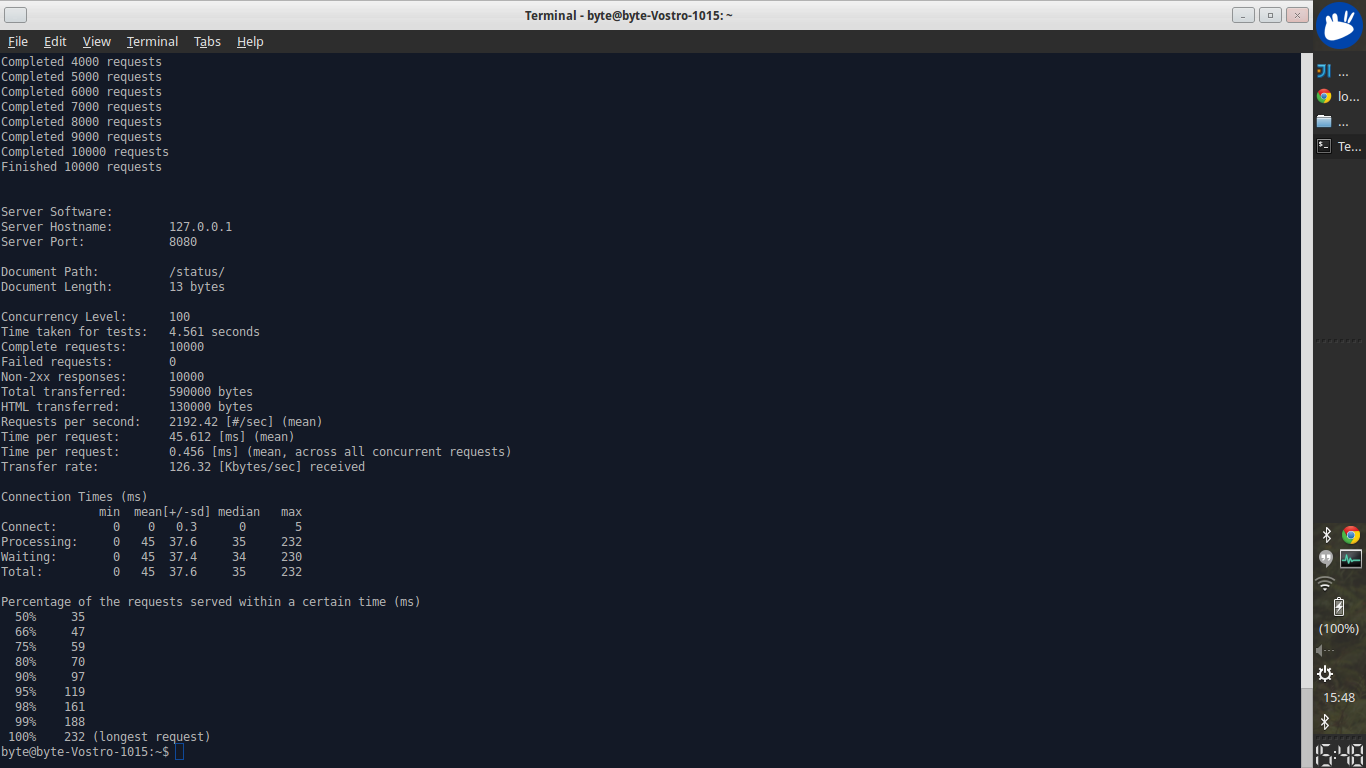 Terminal - byte@byte-Vostro-1015: ~
File Edit View Terminal Tabs Help
Completed 4000 requests
Completed 5000 requests
Completed 6000 requests
Completed 7000 requests
Completed 8000 requests
Completed 9000 requests
Completed 10000 requests
Finished 10000 requests
Server Software:
Server Hostname: 127.0.0.1
Server Port: 8080
Document Path: /status/
Document Length: 13 bytes
Concurrency Level: 100
Time taken for tests: 4.561 seconds
Complete requests: 10000
Failed requests: 0
Non-2xx responses: 10000
Total transferred: 590000 bytes
HTML transferred: 130000 bytes
Requests per second: 2192.42 [#/sec] (mean)
Time per request: 45.612 [ms] (mean)
Time per request: 0.456 [ms] (mean, across all concurrent requests)
Transfer rate: 126.32 [Kbytes/sec] received
Connection Times (ms)
min mean[+/-sd] median max
Connect: 0 0 0.3 0 5
Processing: 0 45 37.6 35 232
Waiting: 0 45 37.4 34 230
Total: 0 45 37.6 35 232
Percentage of the requests served within a certain time (ms)
50% 35
66% 47
75% 59
80% 70
90% 97
95% 119
98% 161
99% 188
100% 232 (longest request)
byte@byte-Vostro-1015:~$
...
lo...
...
Te...
(100%)
15:48
15:48